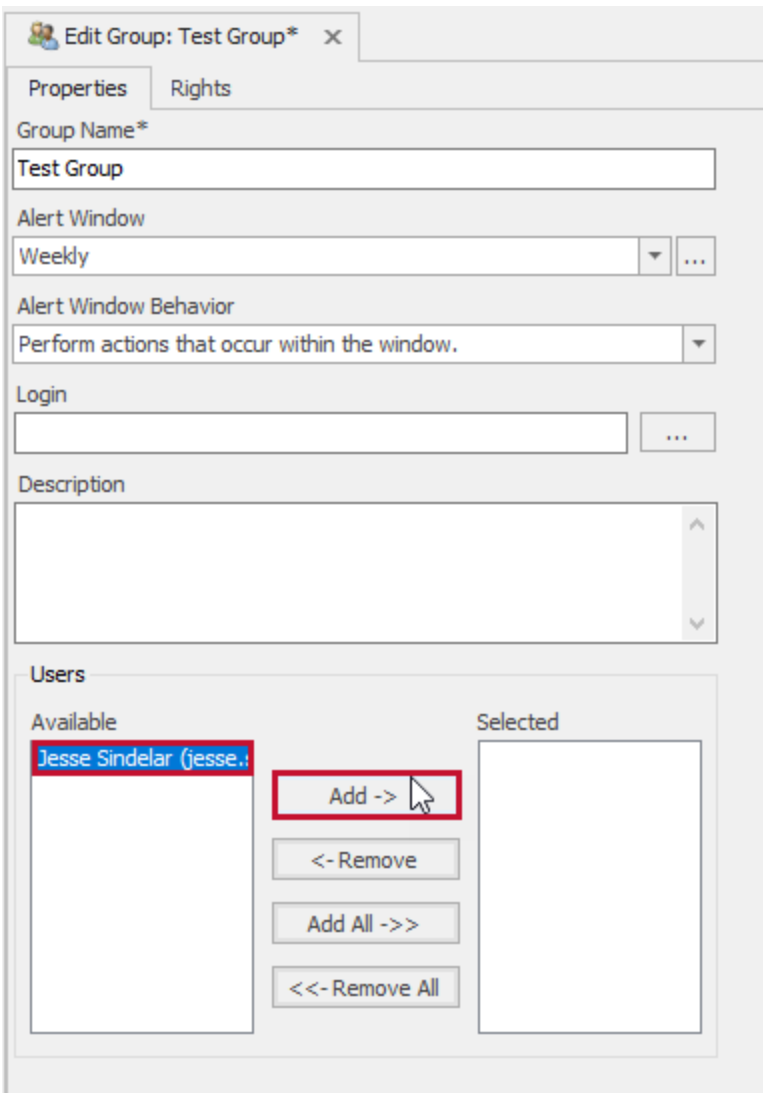 Edit Group: Test Group* ×
Properties Rights
Group Name*
Test Group
Alert Window
Weekly ...
Alert Window Behavior
Perform actions that occur within the window.
Login
...
Description
Users
Available Selected
Jesse Sindelar (jesse.
Add ->
<- Remove
Add All ->>
<<- Remove All